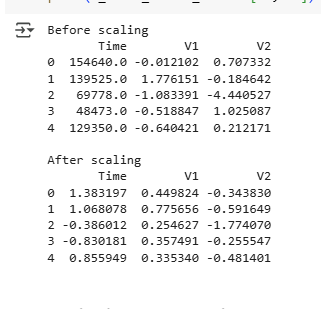 Before scaling
Time V1 V2
0 154640.0 -0.012102 0.707332
1 139525.0 1.776151 -0.184642
2 69778.0 -1.083391 -4.440527
3 48473.0 -0.518847 1.025087
4 129350.0 -0.640421 0.212171
After scaling
Time V1 V2
0 1.383197 0.449824 -0.343830
1 1.068078 0.775656 -0.591649
2 -0.386012 0.254627 -1.774070
3 -0.830181 0.357491 -0.255547
4 0.855949 0.335340 -0.481401